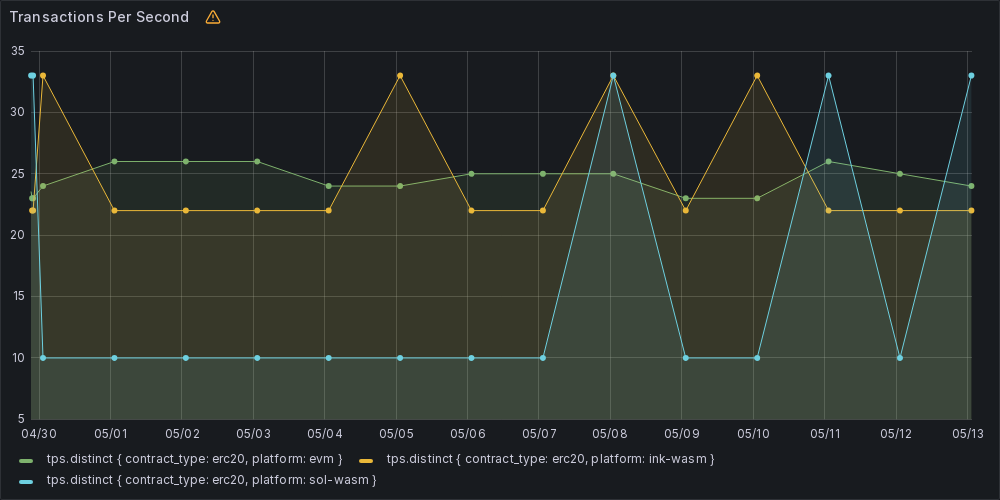 Transactions Per Second
35
30
25
20
15
10
5
04/30 05/01 05/02 05/03 05/04 05/05 05/06 05/07 05/08 05/09 05/10 05/11 05/12 05/13
tps.distinct { contract_type: erc20, platform: evm } tps.distinct { contract_type: erc20, platform: ink-wasm }
tps.distinct { contract_type: erc20, platform: sol-wasm }